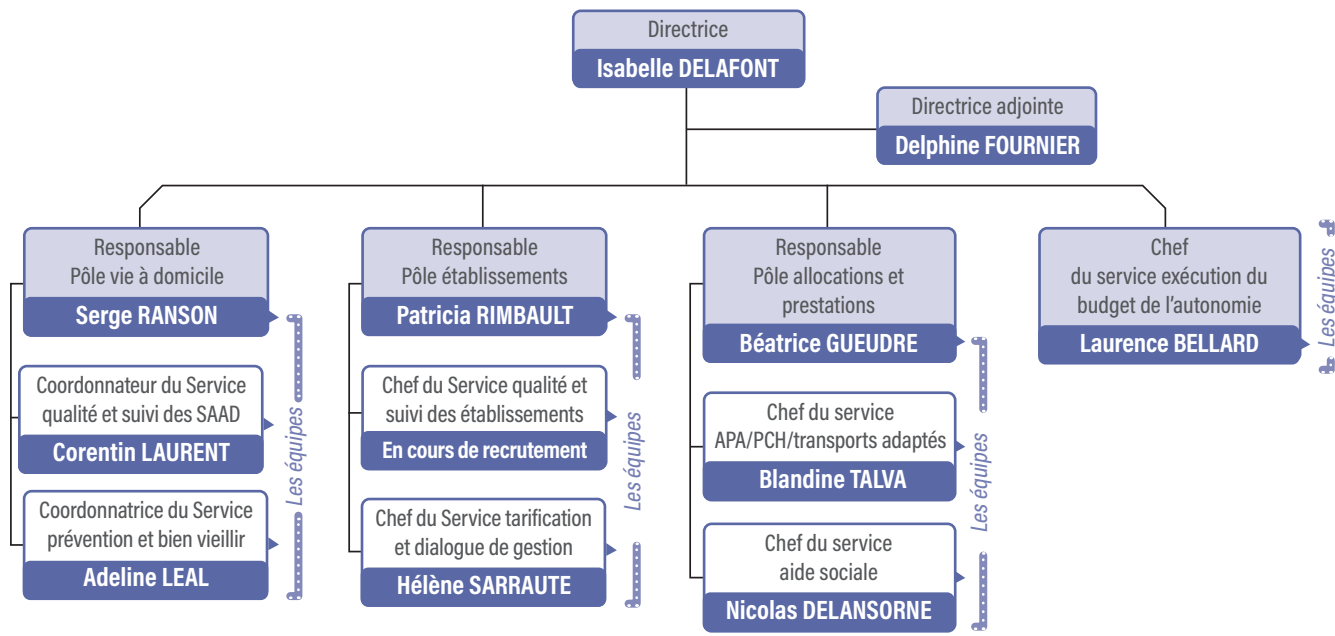 Directrice
Isabelle DELAFONT
Directrice adjointe
Delphine FOURNIER
Responsable
Pôle vie à domicile
Serge RANSON
Coordonnateur du Service
qualité et suivi des SAAD
Corentin LAURENT
Coordonnatrice du Service
prévention et bien vieillir
Adeline LEAL
Les équipes
Responsable
Pôle établissements
Patricia RIMBAULT
Chef du Service qualité et
suivi des établissements
En cours de recrutement
Chef du Service tarification
et dialogue de gestion
Hélène SARRAUTE
Les équipes
Responsable
Pôle allocations et
prestations
Béatrice GUEUDRE
Chef du service
APA/PCH/transports adaptés
Blandine TALVA
Chef du service
aide sociale
Nicolas DELANSORNE
Les équipes
Chef
du service exécution du
budget de l'autonomie
Laurence BELLARD
Les équipes